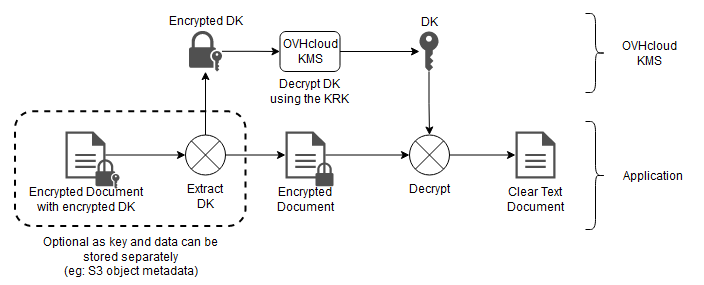 Encrypted DK
DK
OVHcloud
KMS
Decrypt DK
using the KRK
OVHcloud
KMS
Encrypted Document
with encrypted DK
Extract
DK
Encrypted
Document
Decrypt
Clear Text
Document
Application
Optional as key and data can be
stored separately
(eg: S3 object metadata)